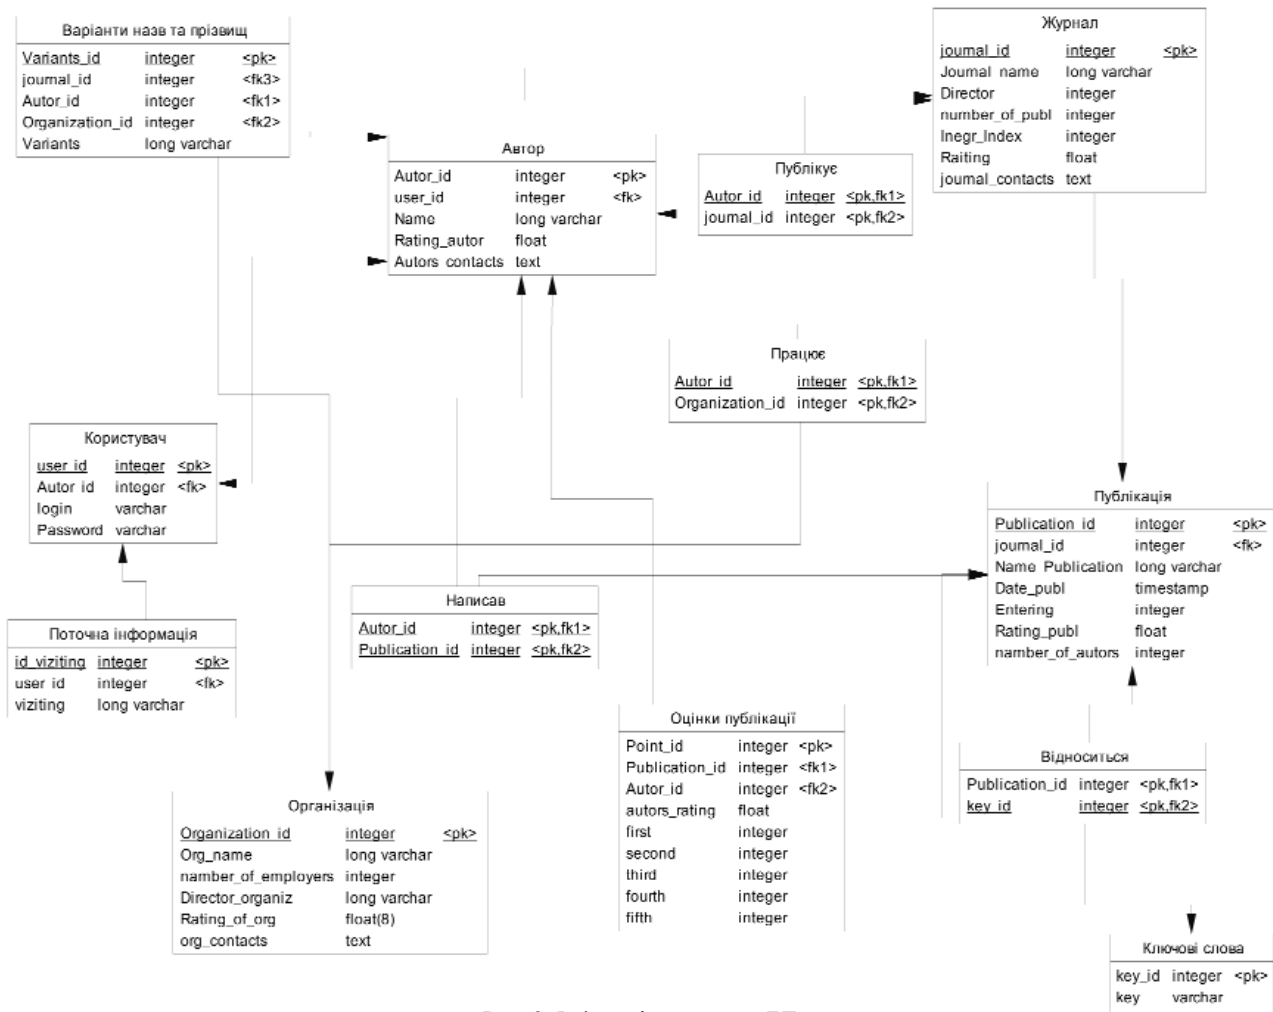 Варіанти назв та прізвищ
Variants_id integer <pk>
journal_id integer <fk3>
Autor_id integer <fk1>
Organization_id integer <fk2>
Variants long varchar
Журнал
journal_id integer <pk>
Journal name long varchar
Director integer
number_of_publ integer
Inegr_Index integer
Raiting float
journal_contacts text
Автор
Autor_id integer <pk>
user_id integer <fk>
Name long varchar
Rating_autor float
Autors contacts text
Публікує
Autor id integer <pk,fk1>
journal_id integer <pk,fk2>
Працює
Autor id integer <pk,fk1>
Organization_id integer <pk,fk2>
Користувач
user id integer <pk>
Autor id integer <fk>
login varchar
Password varchar
Публікація
Publication id integer <pk>
journal_id integer <fk>
Name Publication long varchar
Date_publ timestamp
Entering integer
Rating_publ float
namber_of_autors integer
Написав
Autor_id integer <pk,fk1>
Publication id integer <pk,fk2>
Поточна інформація
id_viziting integer <pk>
user id integer <fk>
viziting long varchar
Оцінки публікації
Point_id integer <pk>
Publication_id integer <fk1>
Autor_id integer <fk2>
autors_rating float
first integer
second integer
third integer
fourth integer
fifth integer
Відноситься
Publication_id integer <pk,fk1>
key id integer <pk,fk2>
Організація
Organization id integer <pk>
Org_name long varchar
namber_of_employers integer
Director_organiz long varchar
Rating_of_org float(8)
org_contacts text
Ключові слова
key_id integer <pk>
key varchar